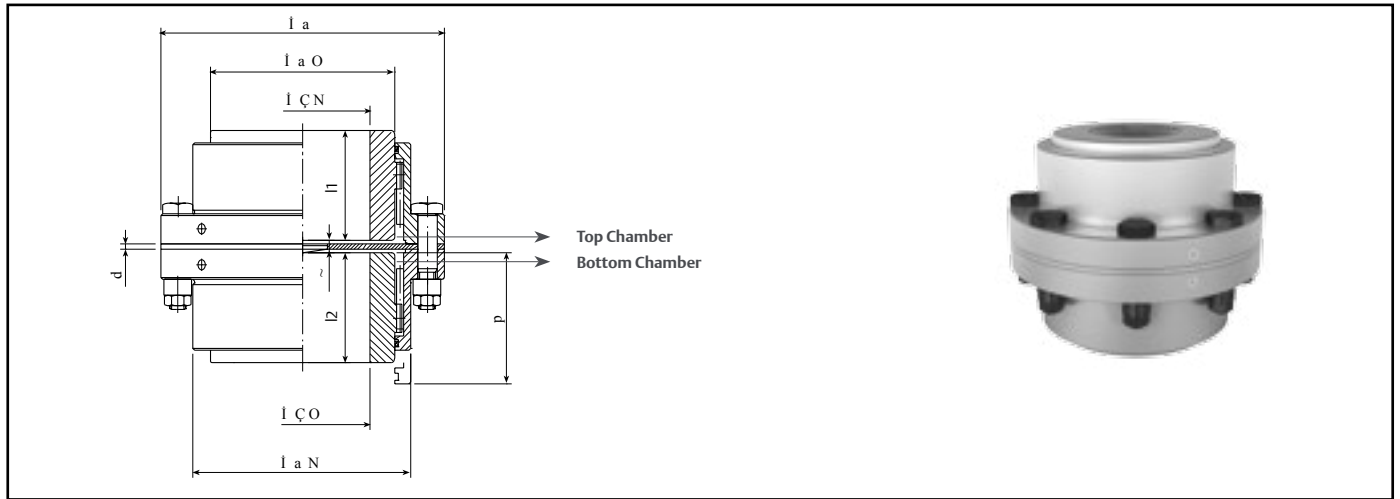 Î a
Î a O
Î Ç N
l1
Top Chamber
Bottom Chamber
d
~
l2
p
Î Ç O
Î a N